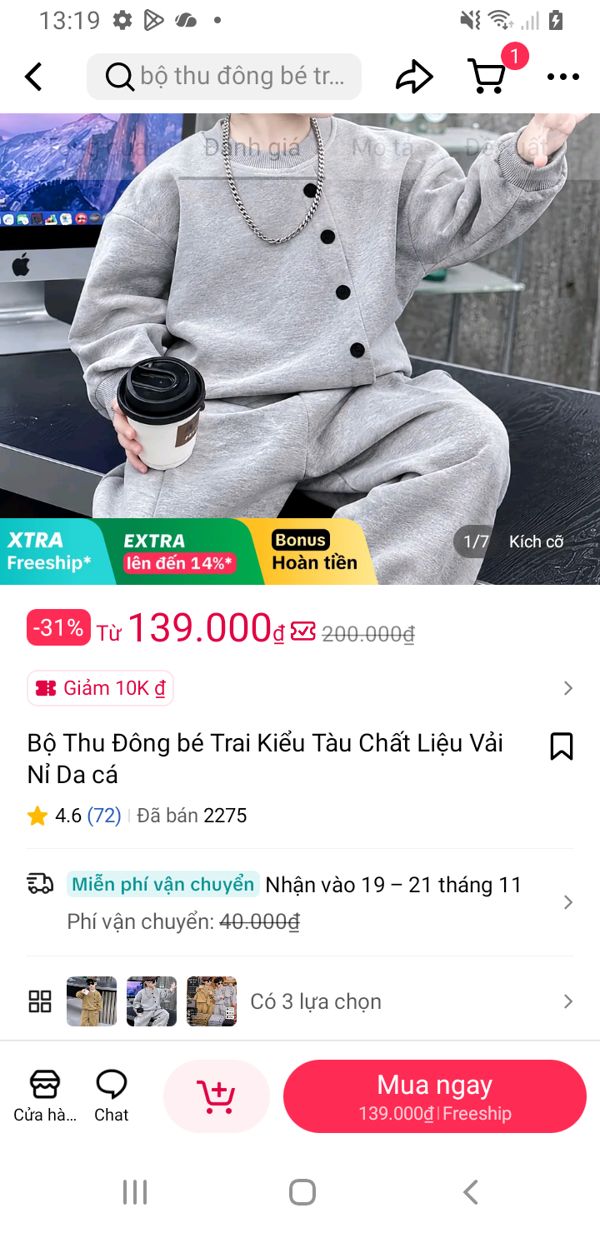 13:19
bộ thu đông bé tr...
1
Tổng quan Đánh giá Mô tả Đề xuất
XTRA
Freeship*
EXTRA
lên đến 14%*
Bonus
Hoàn tiền
1/7 Kích cỡ
-31% Từ 139.000đ 200.000đ
Giảm 10K đ
Bộ Thu Đông bé Trai Kiểu Tàu Chất Liệu Vải
Nỉ Da cá
4.6 (72) Đã bán 2275
Miễn phí vận chuyển Nhận vào 19 – 21 tháng 11
Phí vận chuyển: 40.000đ
Có 3 lựa chọn
Cửa hà... Chat
Mua ngay
139.000đ Freeship